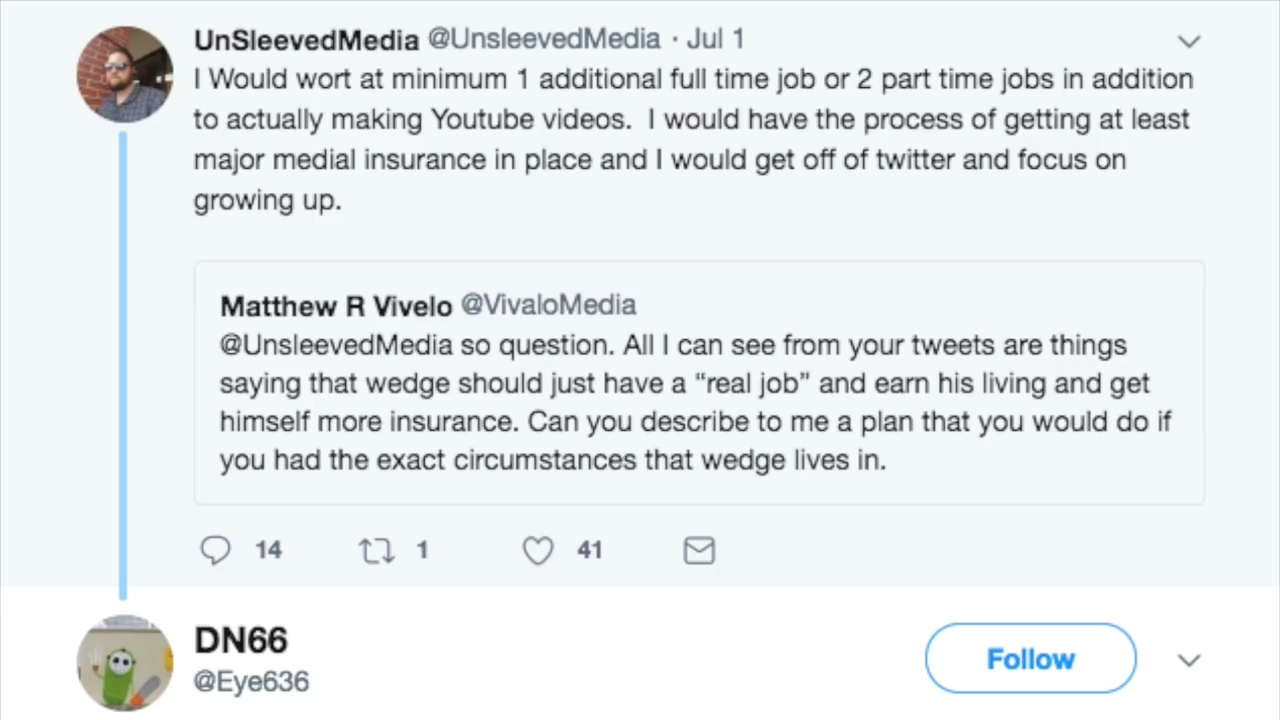 UnSleevedMedia @UnsleevedMedia · Jul 1
I Would wort at minimum 1 additional full time job or 2 part time jobs in addition
to actually making Youtube videos.  I would have the process of getting at least
major medial insurance in place and I would get off of twitter and focus on
growing up.
Matthew R Vivelo @VivaloMedia
@UnsleevedMedia so question. All I can see from your tweets are things
saying that wedge should just have a “real job” and earn his living and get
himself more insurance. Can you describe to me a plan that you would do if
you had the exact circumstances that wedge lives in.
14 1 41
DN66
@Eye636
Follow